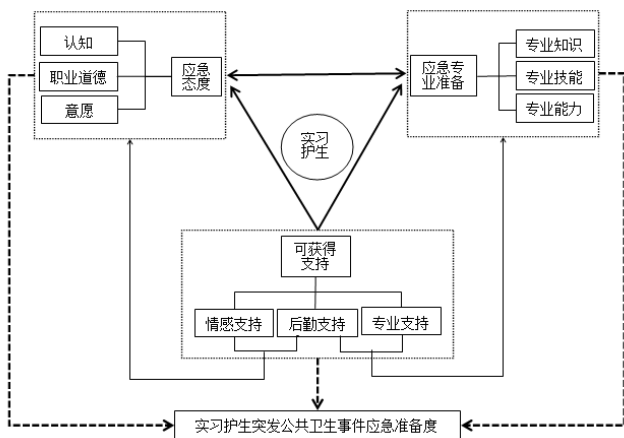 认知
职业道德
意愿
应急
态度
应急专
业准备
专业知识
专业技能
专业能力
实习
护生
可获得
支持
情感支持
后勤支持
专业支持
实习护生突发公共卫生事件应急准备度